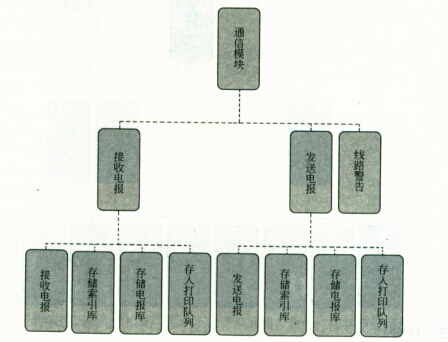 通信模块
接收电报
发送电报
线路警告
接收电报
存储索引库
存储电报库
存入打印队列
发送电报
存储索引库
存储电报库
存入打印队列